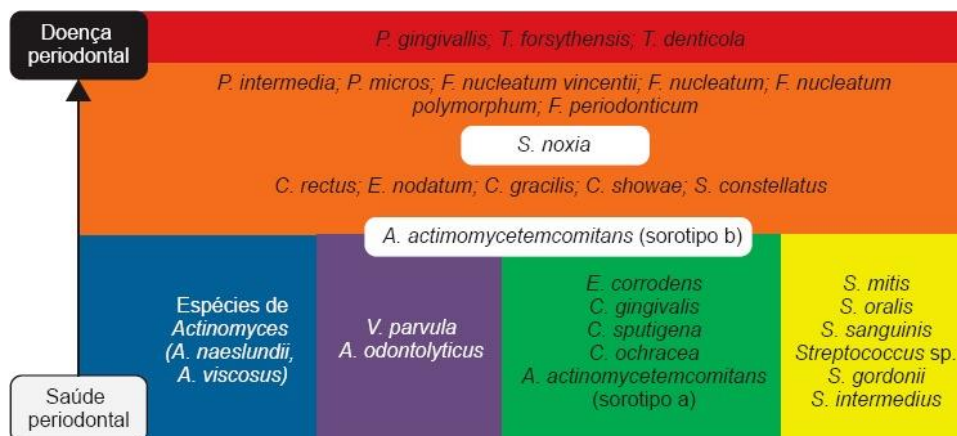 Doença
periodontal
P. gingivallis; T. forsythensis; T. denticola
P. intermedia; P. micros; F. nucleatum vincentii; F. nucleatum; F. nucleatum
polymorphum; F. periodonticum
S. noxia
C. rectus; E. nodatum; C. gracilis; C. showae; S. constellatus
A. actimomycetemcomitans (sorotipo b)
Espécies de
Actinomyces
(A. naeslundii,
A. viscosus)
V. parvula
A. odontolyticus
E. corrodens
C. gingivalis
C. sputigena
C. ochracea
A. actinomycetemcomitans
(sorotipo a)
S. mitis
S. oralis
S. sanguinis
Streptococcus sp.
S. gordonii
S. intermedius
Saúde
periodontal